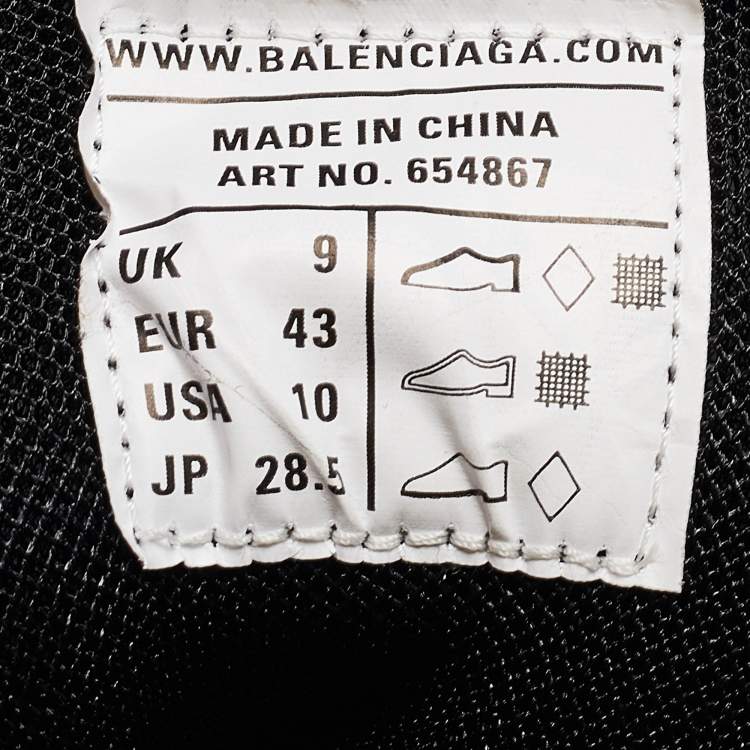 WWW.BALENCIAGA.COM
MADE IN CHINA
ART NO. 654867
UK 9
EUR 43
USA 10
JP 28.5